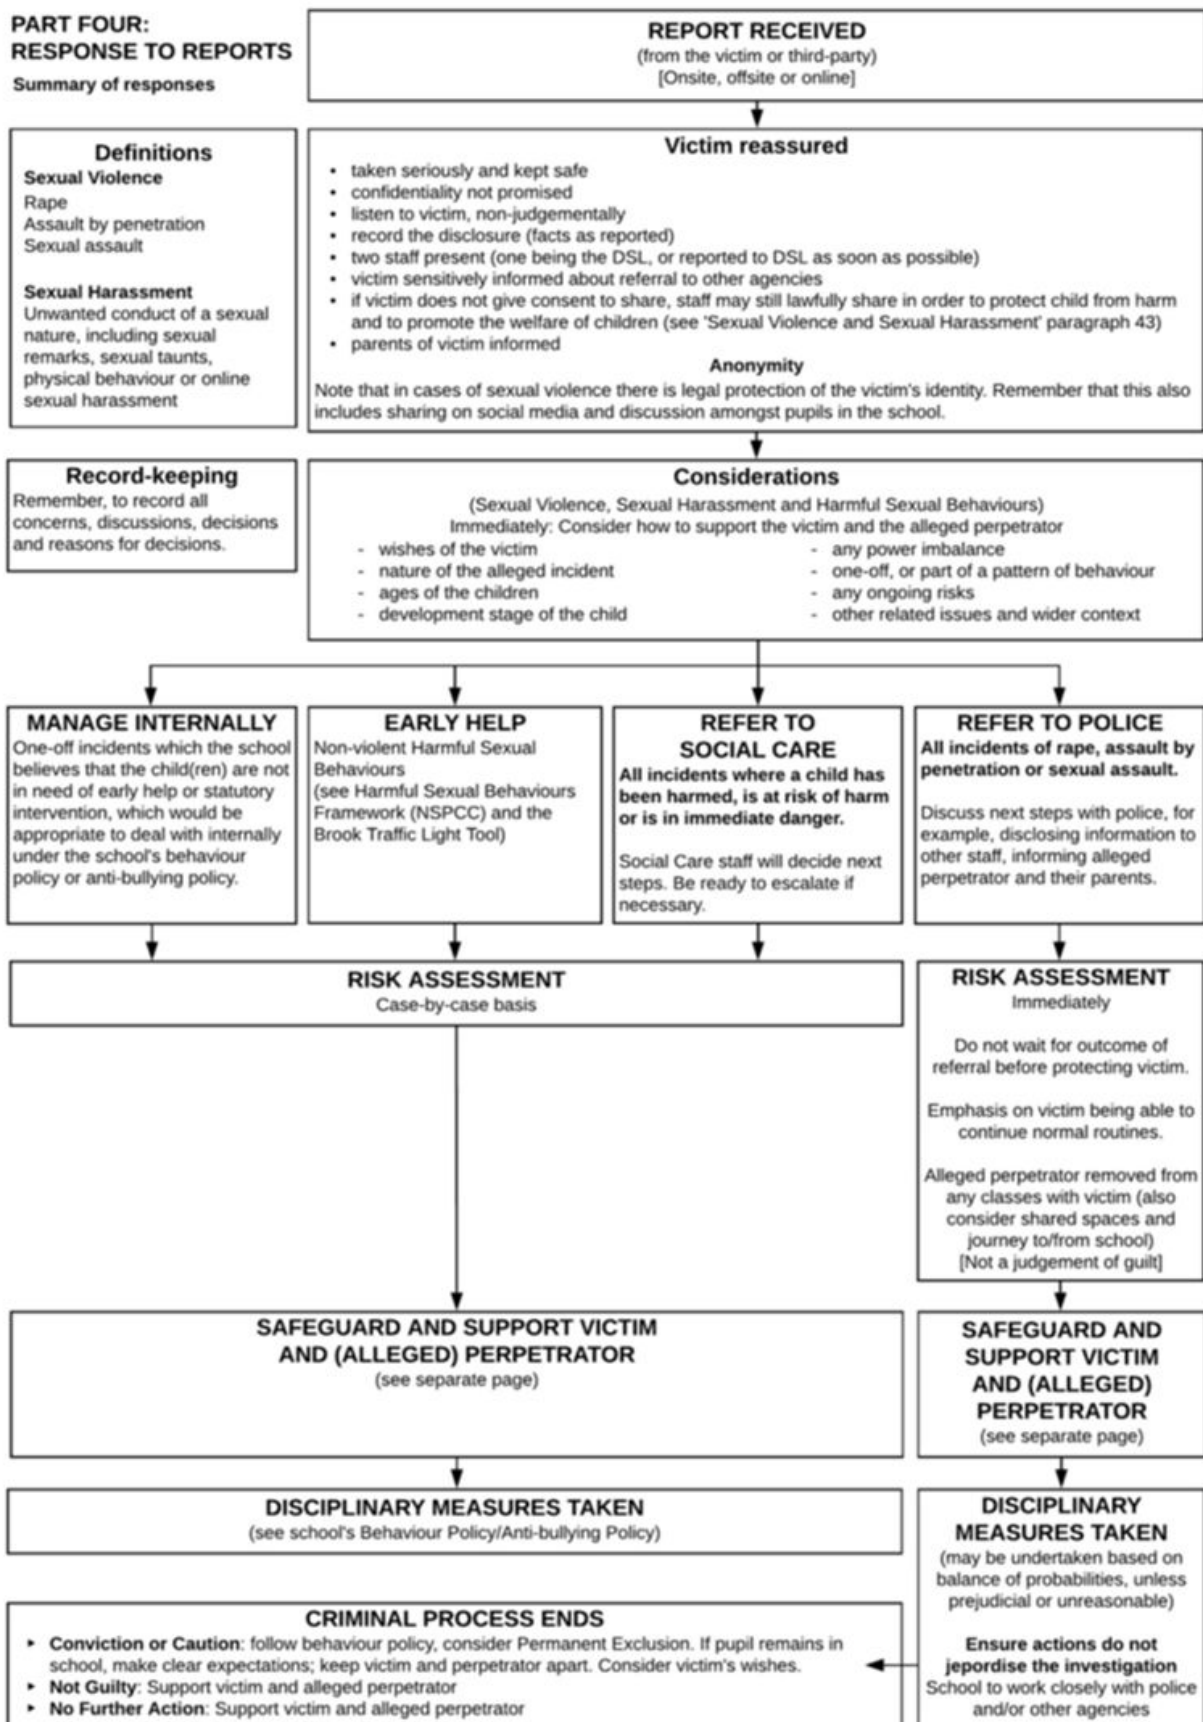 PART FOUR:
RESPONSE TO REPORTS
Summary of responses
REPORT RECEIVED
(from the victim or third-party)
[Onsite, offsite or online]
Definitions
Sexual Violence
Rape
Assault by penetration
Sexual assault
Sexual Harassment
Unwanted conduct of a sexual
nature, including sexual
remarks, sexual taunts,
physical behaviour or online
sexual harassment
Victim reassured
• taken seriously and kept safe
• confidentiality not promised
• listen to victim, non-judgementally
• record the disclosure (facts as reported)
• two staff present (one being the DSL, or reported to DSL as soon as possible)
• victim sensitively informed about referral to other agencies
• if victim does not give consent to share, staff may still lawfully share in order to protect child from harm
and to promote the welfare of children (see 'Sexual Violence and Sexual Harassment' paragraph 43)
• parents of victim informed
Anonymity
Note that in cases of sexual violence there is legal protection of the victim's identity. Remember that this also
includes sharing on social media and discussion amongst pupils in the school.
Record-keeping
Remember, to record all
concerns, discussions, decisions
and reasons for decisions.
Considerations
(Sexual Violence, Sexual Harassment and Harmful Sexual Behaviours)
Immediately: Consider how to support the victim and the alleged perpetrator
- wishes of the victim
- nature of the alleged incident
- ages of the children
- development stage of the child
- any power imbalance
- one-off, or part of a pattern of behaviour
- any ongoing risks
- other related issues and wider context
MANAGE INTERNALLY
One-off incidents which the school
believes that the child(ren) are not
in need of early help or statutory
intervention, which would be
appropriate to deal with internally
under the school's behaviour
policy or anti-bullying policy.
EARLY HELP
Non-violent Harmful Sexual
Behaviours
(see Harmful Sexual Behaviours
Framework (NSPCC) and the
Brook Traffic Light Tool)
REFER TO
SOCIAL CARE
All incidents where a child has
been harmed, is at risk of harm
or is in immediate danger.
Social Care staff will decide next
steps. Be ready to escalate if
necessary.
REFER TO POLICE
All incidents of rape, assault by
penetration or sexual assault.
Discuss next steps with police, for
example, disclosing information to
other staff, informing alleged
perpetrator and their parents.
RISK ASSESSMENT
Case-by-case basis
RISK ASSESSMENT
Immediately
Do not wait for outcome of
referral before protecting victim.
Emphasis on victim being able to
continue normal routines.
Alleged perpetrator removed from
any classes with victim (also
consider shared spaces and
journey to/from school)
[Not a judgement of guilt]
SAFEGUARD AND SUPPORT VICTIM
AND (ALLEGED) PERPETRATOR
(see separate page)
SAFEGUARD AND
SUPPORT VICTIM
AND (ALLEGED)
PERPETRATOR
(see separate page)
DISCIPLINARY MEASURES TAKEN
(see school's Behaviour Policy/Anti-bullying Policy)
DISCIPLINARY
MEASURES TAKEN
(may be undertaken based on
balance of probabilities, unless
prejudicial or unreasonable)
Ensure actions do not
jepordise the investigation
School to work closely with police
and/or other agencies
CRIMINAL PROCESS ENDS
‣ Conviction or Caution: follow behaviour policy, consider Permanent Exclusion. If pupil remains in
school, make clear expectations; keep victim and perpetrator apart. Consider victim's wishes.
‣ Not Guilty: Support victim and alleged perpetrator
‣ No Further Action: Support victim and alleged perpetrator